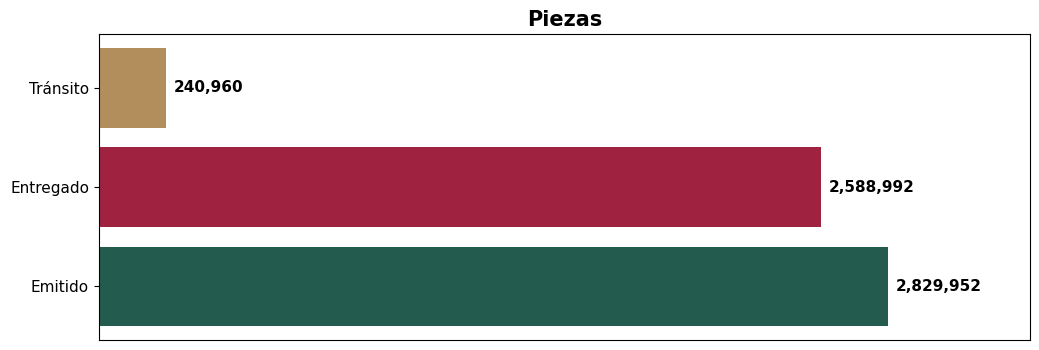 Piezas
Tránsito 240,960
Entregado 2,588,992
Emitido 2,829,952